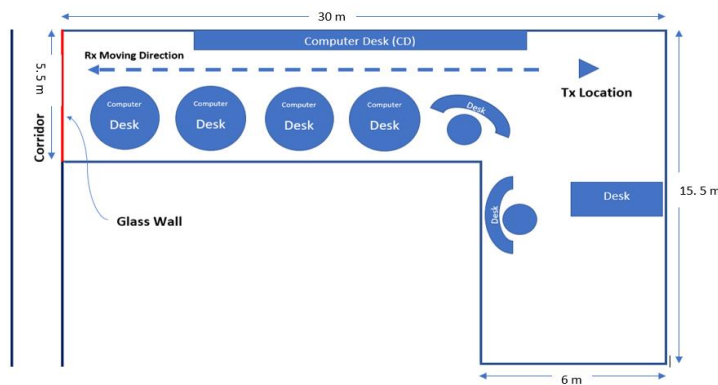 30 m
Computer Desk (CD)
Rx Moving Direction
Tx Location
5. 5 m
Corridor
Computer
Desk
Computer
Desk
Computer
Desk
Computer
Desk
Desk
Desk
Desk
15. 5 m
Glass Wall
6 m